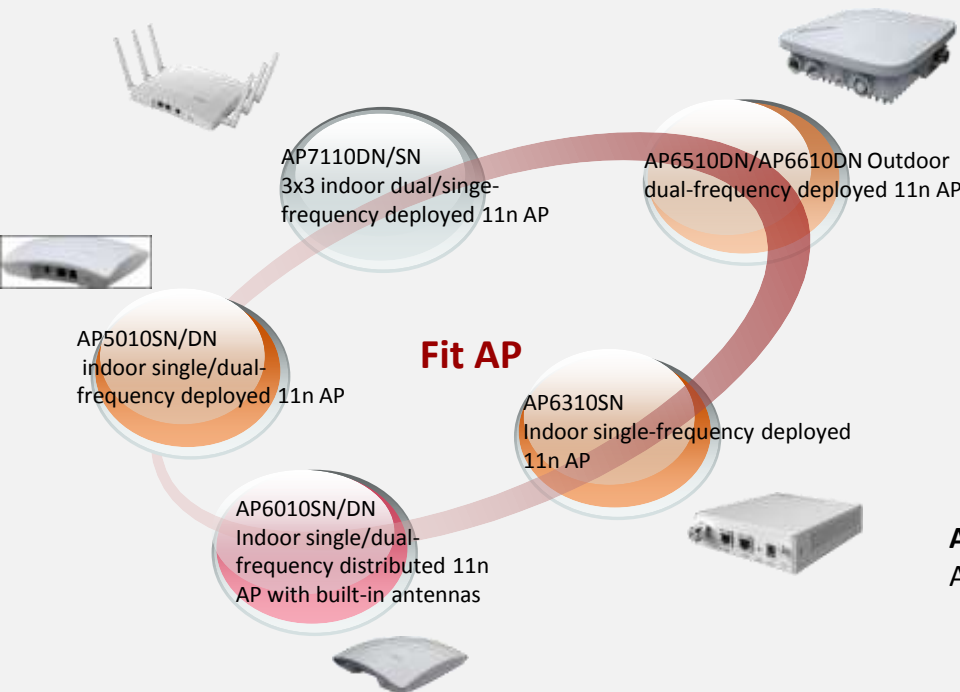 AP7110DN/SN
3x3 indoor dual/singe-
frequency deployed 11n AP
AP6510DN/AP6610DN Outdoor
dual-frequency deployed 11n AP
AP5010SN/DN
indoor single/dual-
frequency deployed 11n AP
Fit AP
AP6310SN
Indoor single-frequency deployed
11n AP
AP6010SN/DN
Indoor single/dual-
frequency distributed 11n
AP with built-in antennas
A
A